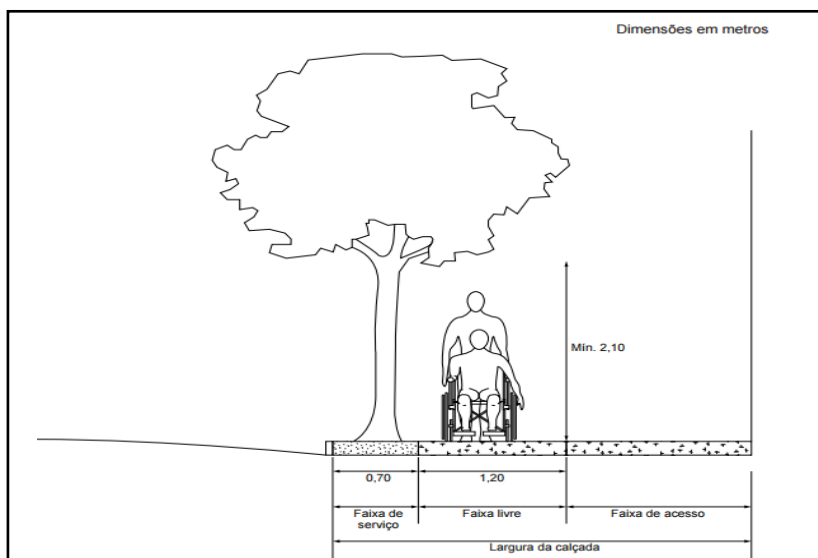 Dimensões em metros
Mín. 2,10
0,70
1,20
Faixa de
serviço
Faixa livre
Faixa de acesso
Largura da calçada